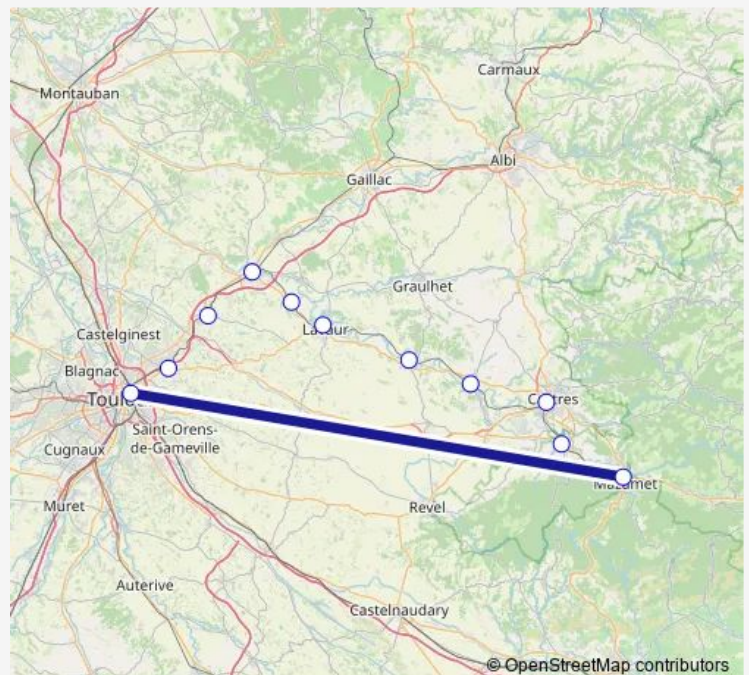 Montauban
Carmaux
Albi
Gaillac
Graulhet
Castelginest
Blagnac
Saint-Orens-
de-Gameville
Cugnaux
Muret
Revel
Auterive
Castelnaudary
© OpenStreetMap contributors